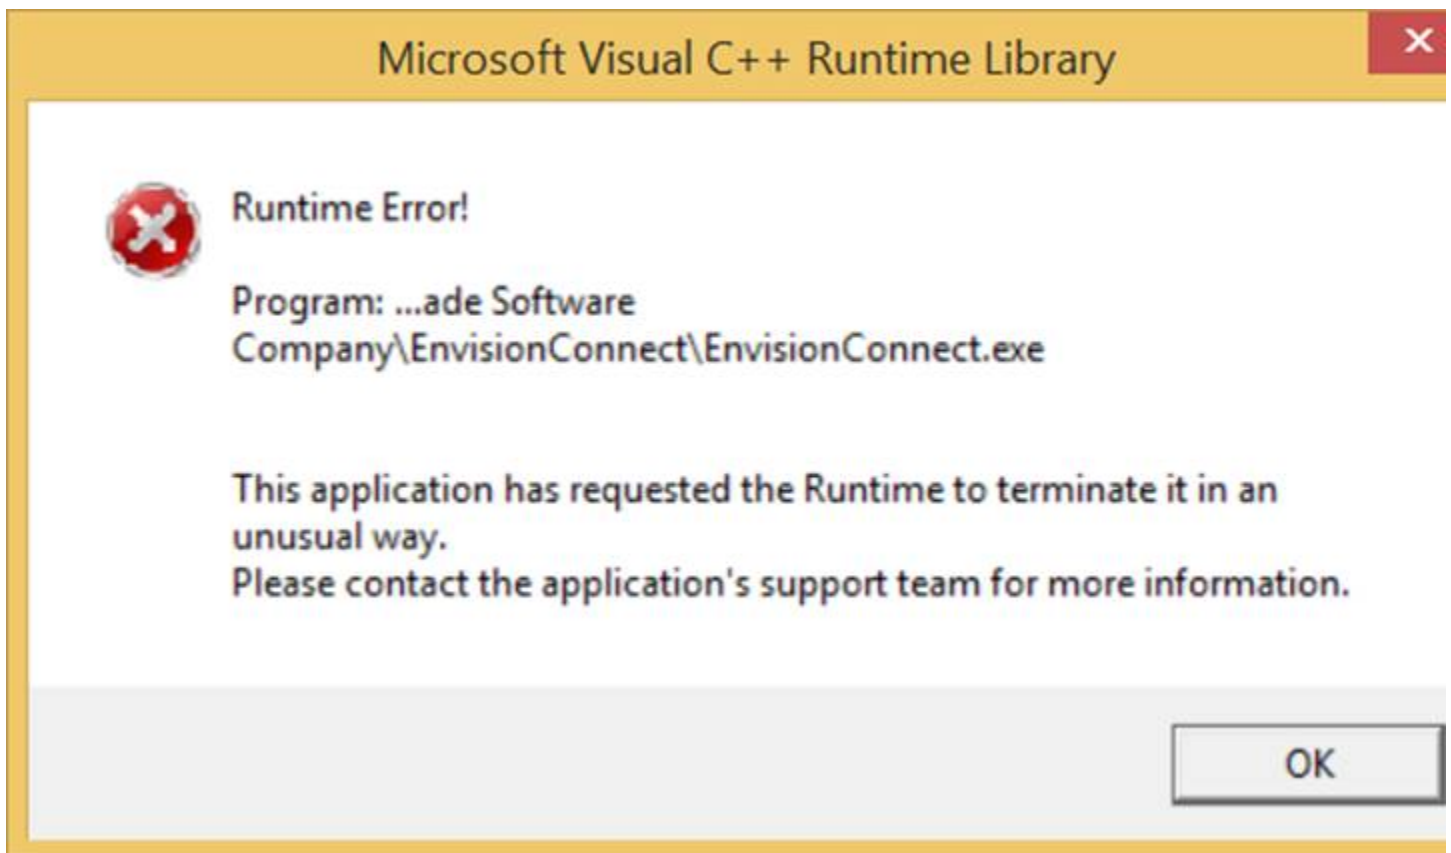 Microsoft Visual C++ Runtime Library
Runtime Error!
Program: ...ade Software
Company\EnvisionConnect\EnvisionConnect.exe
This application has requested the Runtime to terminate it in an
unusual way.
Please contact the application's support team for more information.
OK